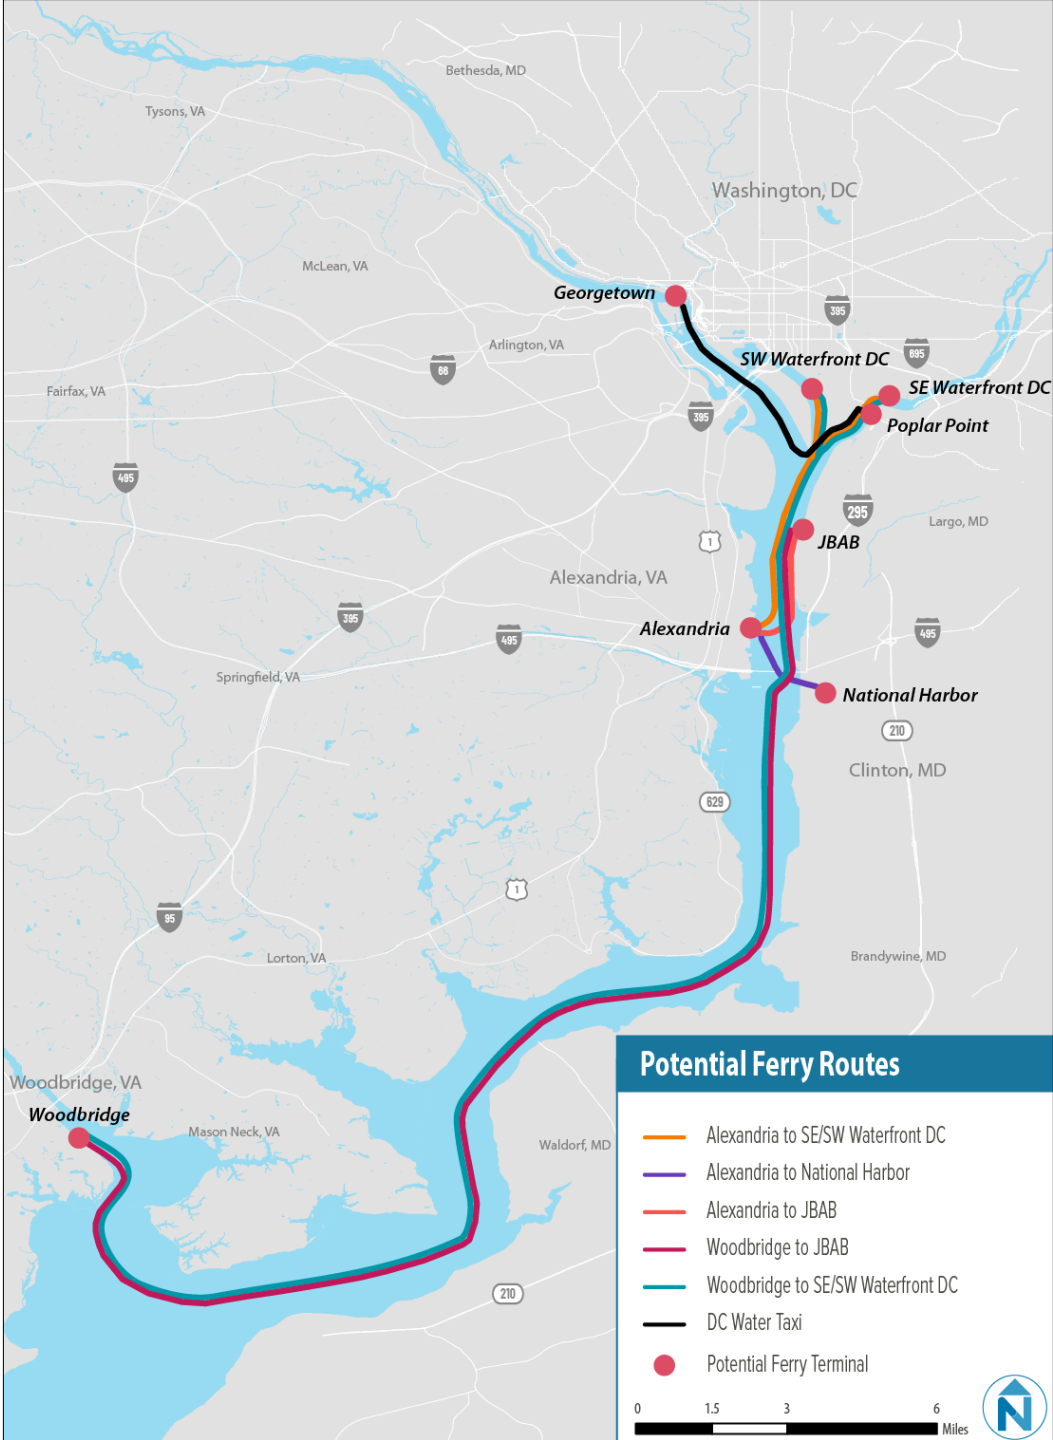 Bethesda, MD
Tysons, VA
Washington, DC
McLean, VA
Georgetown
395
Arlington, VA
SW Waterfront DC
695
66
Fairfax, VA
SE Waterfront DC
395
Poplar Point
495
295
Largo, MD
1
JBAB
Alexandria, VA
395
Alexandria
495
495
Springfield, VA
National Harbor
210
Clinton, MD
629
1
95
Lorton, VA
Brandywine, MD
Woodbridge, VA
Woodbridge
Mason Neck, VA
Waldorf, MD
210
Potential Ferry Routes
Alexandria to SE/SW Waterfront DC
Alexandria to National Harbor
Alexandria to JBAB
Woodbridge to JBAB
Woodbridge to SE/SW Waterfront DC
DC Water Taxi
Potential Ferry Terminal
0 1.5 3 6
Miles
N